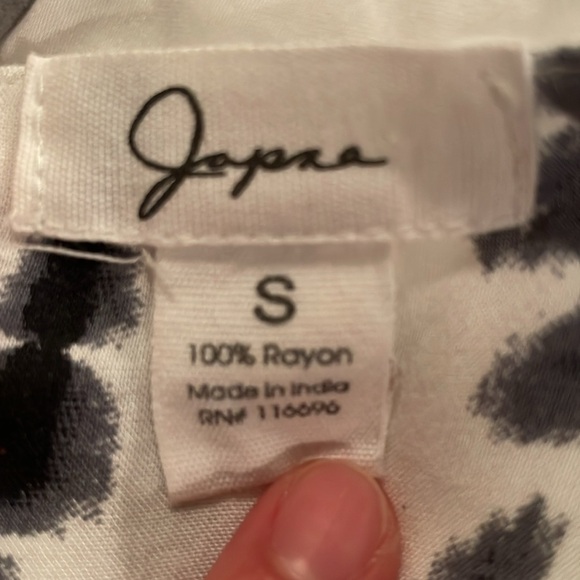 Japna
S
100% Rayon
Made in India
RN# 116696